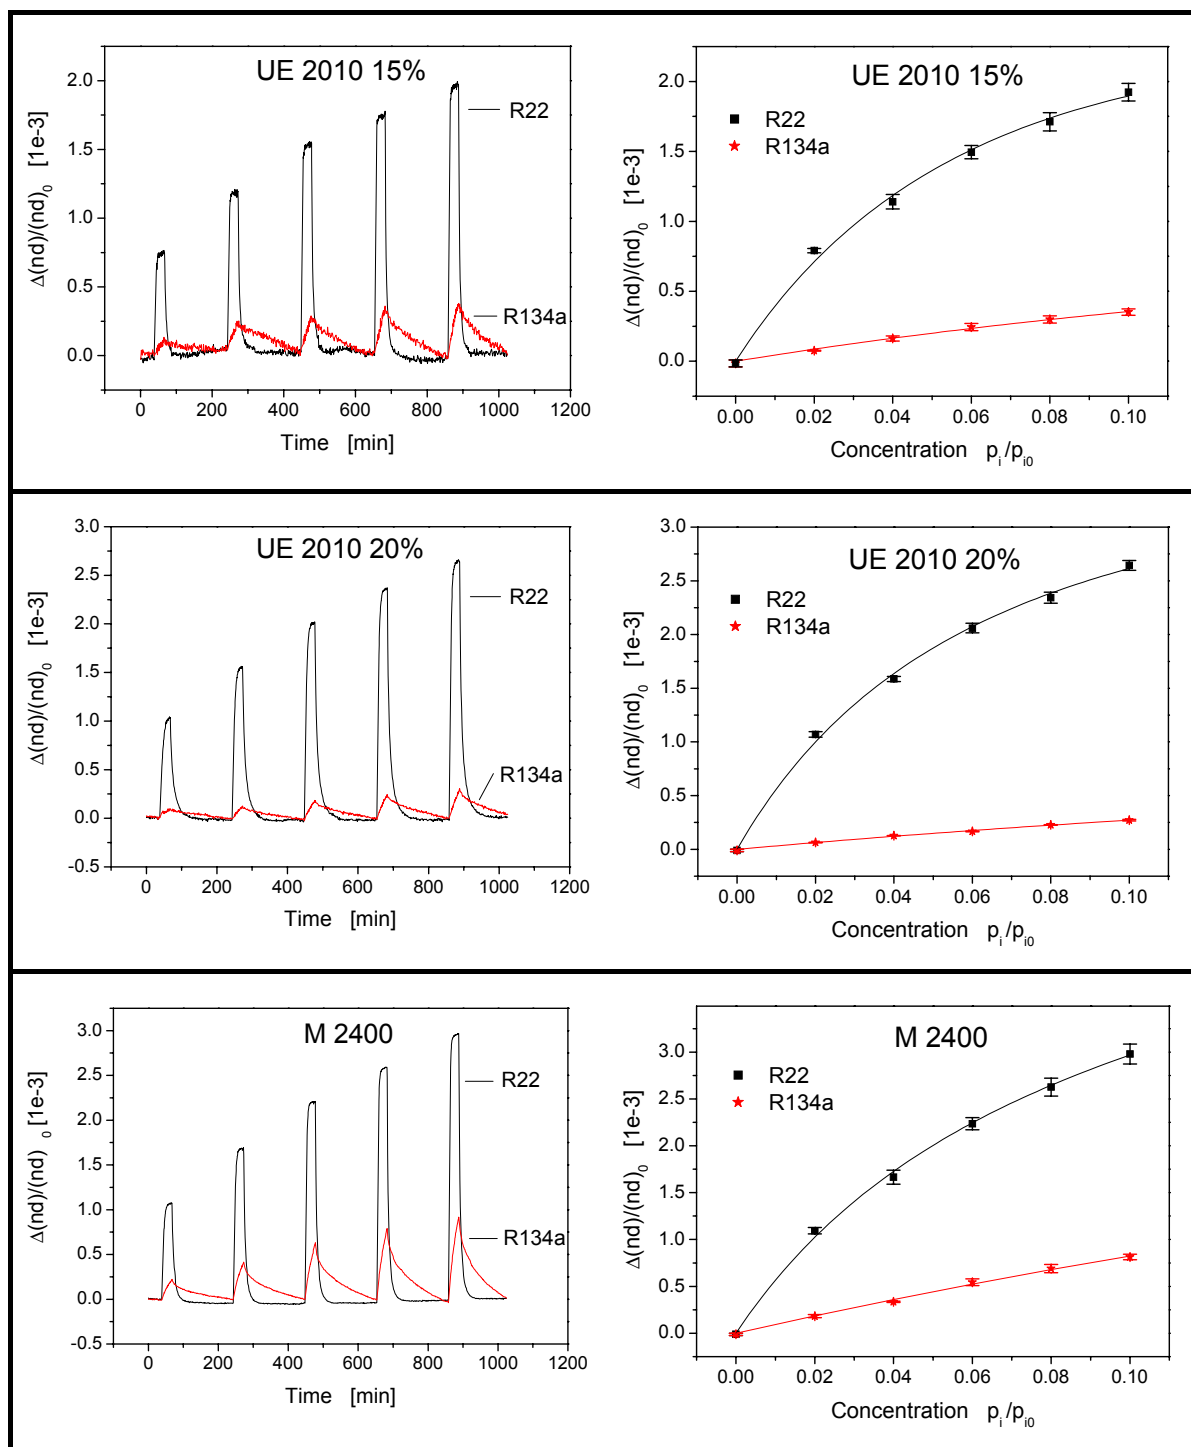 UE 2010 15%
R22
R134a
2.0
1.5
1.0
0.5
0.0
Δ(nd)/(nd)₀ [1e-3]
0 200 400 600 800 1000 1200
Time [min]
UE 2010 15%
R22
R134a
2.0
1.5
1.0
0.5
0.0
Δ(nd)/(nd)₀ [1e-3]
0.00 0.02 0.04 0.06 0.08 0.10
Concentration pᵢ/pᵢ₀
UE 2010 20%
R22
R134a
3.0
2.5
2.0
1.5
1.0
0.5
0.0
-0.5
Δ(nd)/(nd)₀ [1e-3]
0 200 400 600 800 1000 1200
Time [min]
UE 2010 20%
R22
R134a
3.0
2.5
2.0
1.5
1.0
0.5
0.0
Δ(nd)/(nd)₀ [1e-3]
0.00 0.02 0.04 0.06 0.08 0.10
Concentration pᵢ/pᵢ₀
M 2400
R22
R134a
3.0
2.5
2.0
1.5
1.0
0.5
0.0
-0.5
Δ(nd)/(nd) ₀ [1e-3]
0 200 400 600 800 1000 1200
Time [min]
M 2400
R22
R134a
3.0
2.5
2.0
1.5
1.0
0.5
0.0
Δ(nd)/(nd)₀ [1e-3]
0.00 0.02 0.04 0.06 0.08 0.10
Concentration pᵢ/pᵢ₀